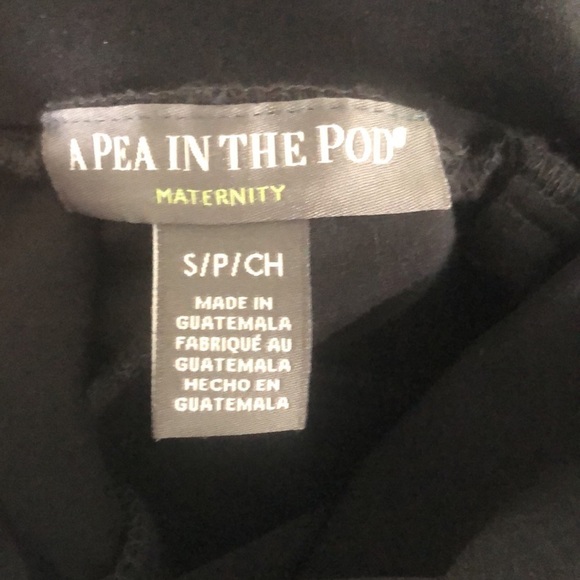 A PEA IN THE POD®
MATERNITY
S/P/CH
MADE IN
GUATEMALA
FABRIQUÉ AU
GUATEMALA
HECHO EN
GUATEMALA